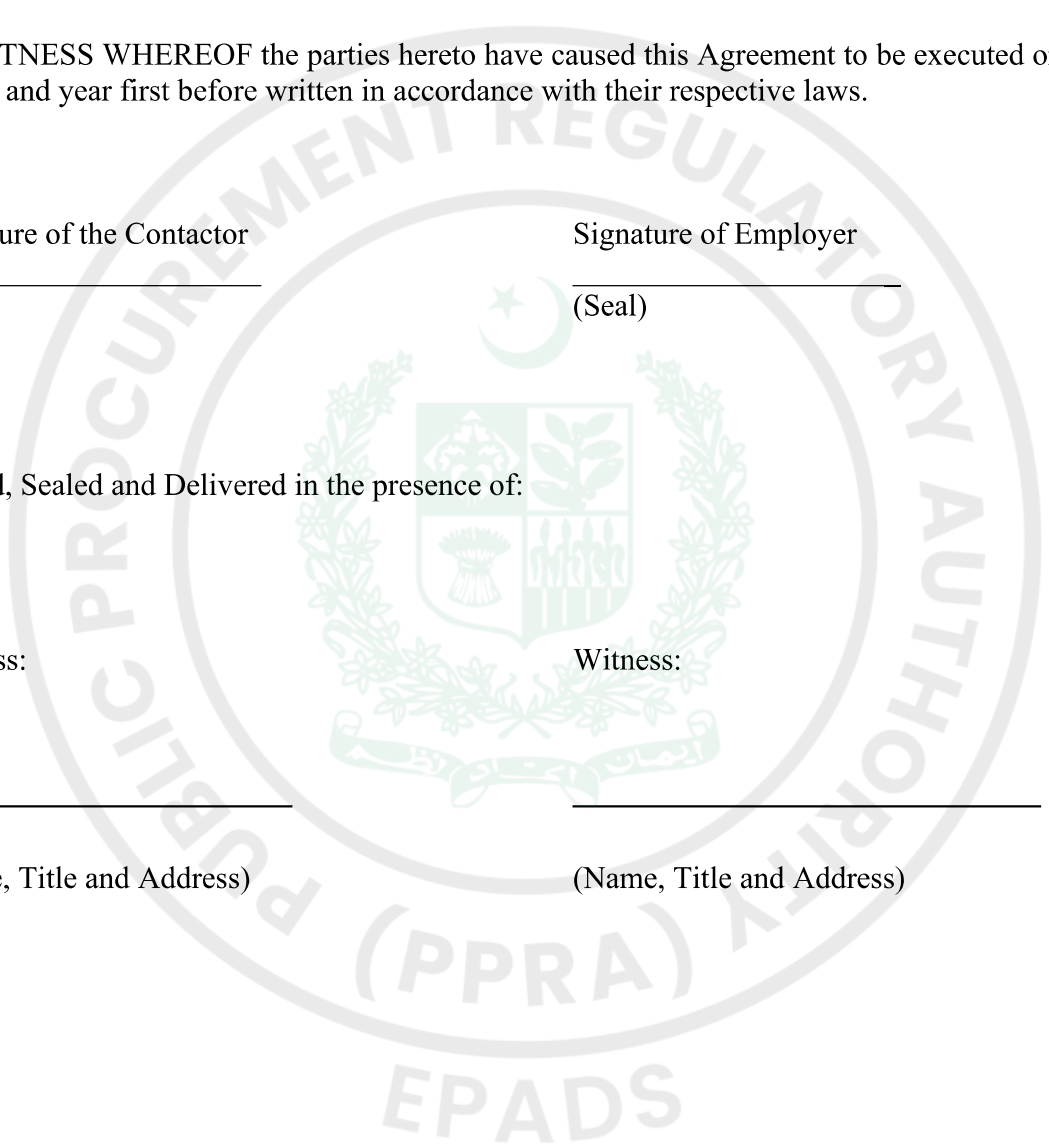 TNESS WHEREOF the parties hereto have caused this Agreement to be executed o
and year first before written in accordance with their respective laws.
ure of the Contactor
Signature of Employer
(Seal)
, Sealed and Delivered in the presence of:
ss:
Witness:
, Title and Address)
(Name, Title and Address)
PUBLIC PROCUREMENT REGULATORY AUTHORITY
(PPRA)
EPADS